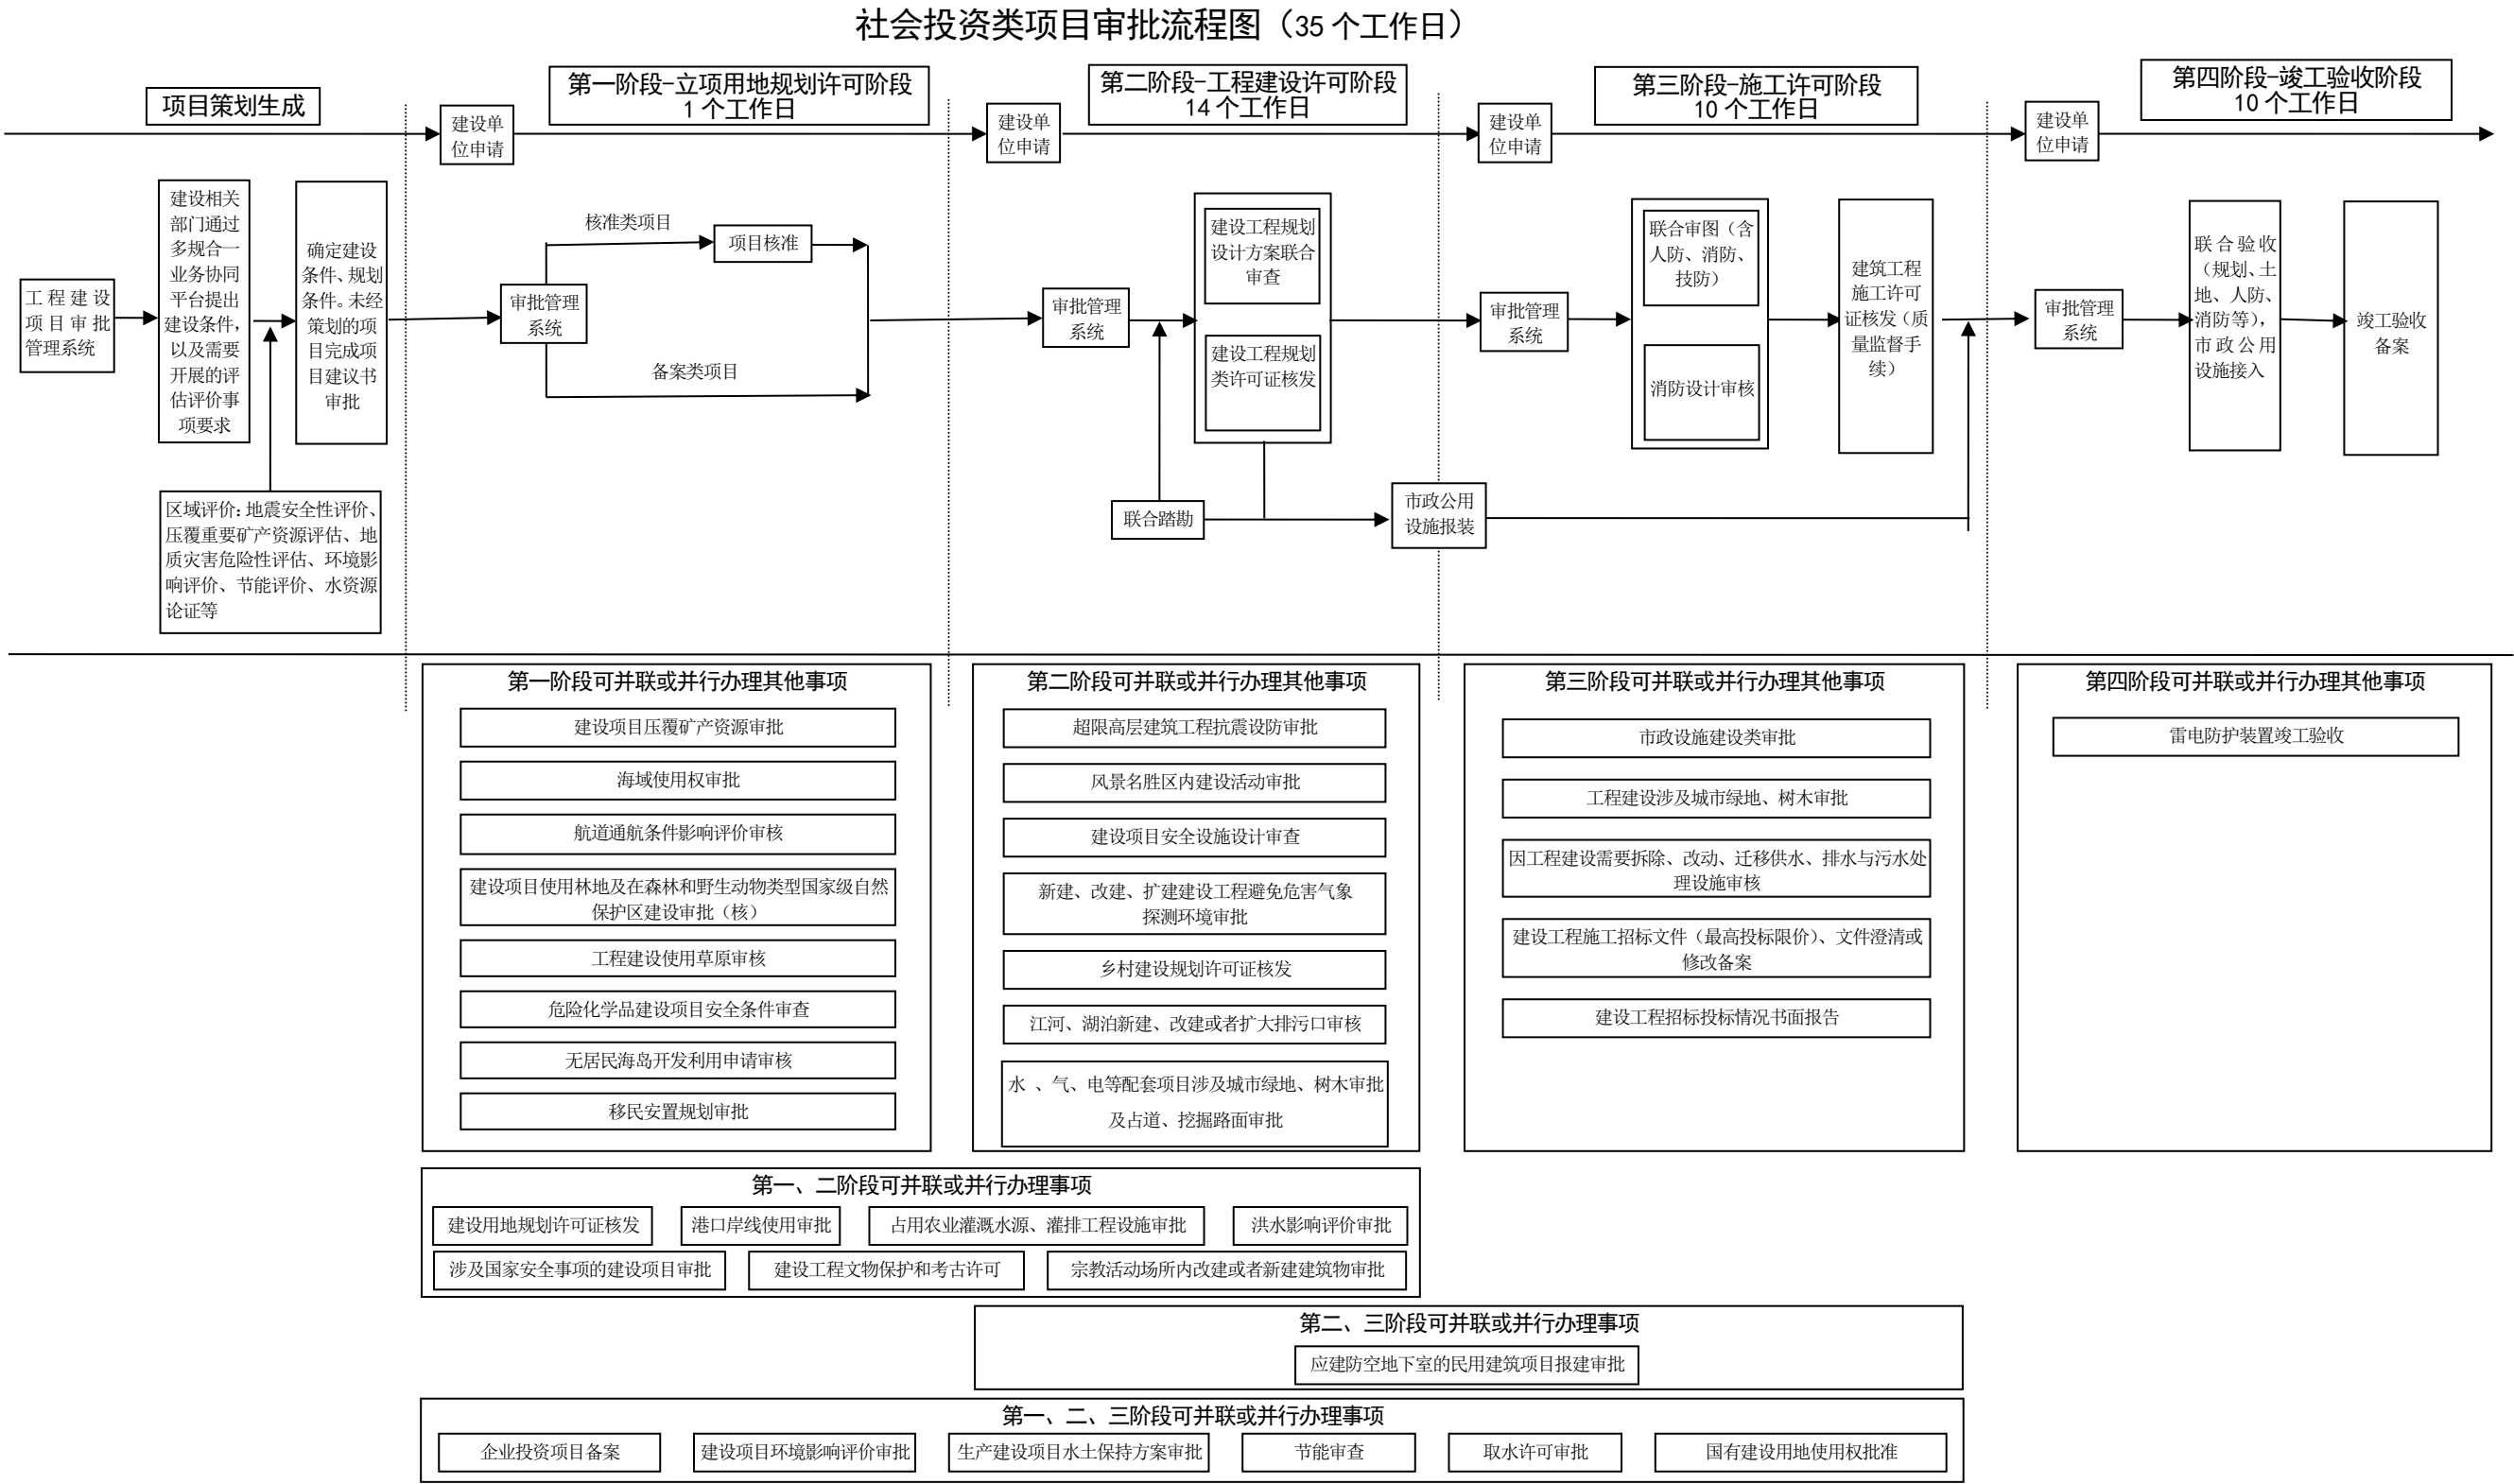 社会投资类项目审批流程图（35 个工作日）
项目策划生成
第一阶段-立项用地规划许可阶段
1 个工作日
第二阶段-工程建设许可阶段
14 个工作日
第三阶段-施工许可阶段
10 个工作日
第四阶段-竣工验收阶段
10 个工作日
建设单
位申请
建设单
位申请
建设单
位申请
建设单
位申请
工程建设
项目审批
管理系统
建设相关
部门通过
多规合一
业务协同
平台提出
建设条件，
以及需要
开展的评
估评价事
项要求
确定建设
条件、规划
条件。未经
策划的项
目完成项
目建议书
审批
区域评价：地震安全性评价、
压覆重要矿产资源评估、地
质灾害危险性评估、环境影
响评价、节能评价、水资源
论证等
审批管理
系统
核准类项目
项目核准
备案类项目
审批管理
系统
建设工程规划
设计方案联合
审查
建设工程规划
类许可证核发
联合踏勘
市政公用
设施报装
审批管理
系统
联合审图（含
人防、消防、
技防）
消防设计审核
建筑工程
施工许可
证核发（质
量监督手
续）
审批管理
系统
联合验收
（规划、土
地、人防、
消防等），
市政公用
设施接入
竣工验收
备案
第一阶段可并联或并行办理其他事项
建设项目压覆矿产资源审批
海域使用权审批
航道通航条件影响评价审核
建设项目使用林地及在森林和野生动物类型国家级自然
保护区建设审批（核）
工程建设使用草原审核
危险化学品建设项目安全条件审查
无居民海岛开发利用申请审核
移民安置规划审批
第二阶段可并联或并行办理其他事项
超限高层建筑工程抗震设防审批
风景名胜区内建设活动审批
建设项目安全设施设计审查
新建、改建、扩建建设工程避免危害气象
探测环境审批
乡村建设规划许可证核发
江河、湖泊新建、改建或者扩大排污口审核
水 、气、电等配套项目涉及城市绿地、树木审批
及占道、挖掘路面审批
第三阶段可并联或并行办理其他事项
市政设施建设类审批
工程建设涉及城市绿地、树木审批
因工程建设需要拆除、改动、迁移供水、排水与污水处
理设施审核
建设工程施工招标文件（最高投标限价）、文件澄清或
修改备案
建设工程招标投标情况书面报告
第四阶段可并联或并行办理其他事项
雷电防护装置竣工验收
第一、二阶段可并联或并行办理事项
建设用地规划许可证核发
港口岸线使用审批
占用农业灌溉水源、灌排工程设施审批
洪水影响评价审批
涉及国家安全事项的建设项目审批
建设工程文物保护和考古许可
宗教活动场所内改建或者新建建筑物审批
第二、三阶段可并联或并行办理事项
应建防空地下室的民用建筑项目报建审批
第一、二、三阶段可并联或并行办理事项
企业投资项目备案
建设项目环境影响评价审批
生产建设项目水土保持方案审批
节能审查
取水许可审批
国有建设用地使用权批准